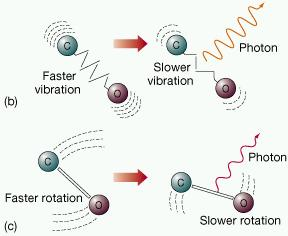 C
O
Faster
vibration
C
O
Slower
vibration
Photon
(b)
C
O
Faster rotation
C
O
Photon
Slower rotation
(c)